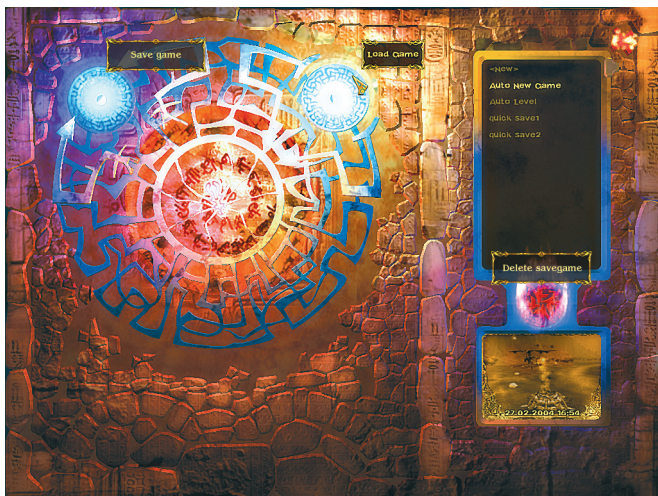 Save game
Load Game
<New>
Auto New Game
Auto Level
quick save1
quick save2
Delete savegame
27.02.2004 16:54